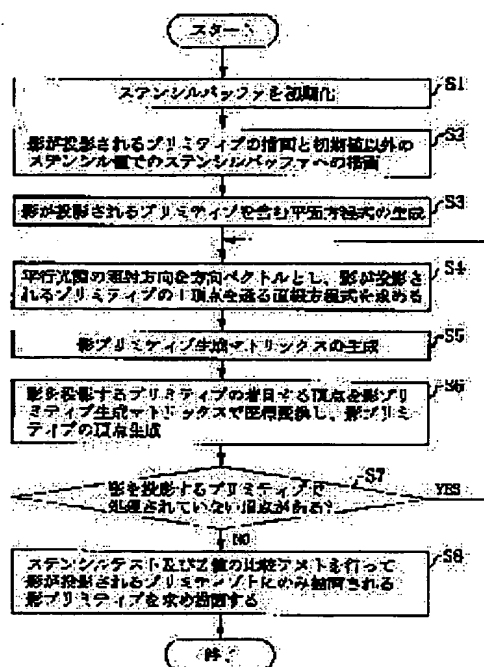 スタート
ステンシルバッファを初期化
S1
影が投影されるプリミティブの描画と初期値以外の
ステンシル値でのステンシルバッファへの描画
S2
影が投影されるプリミティブを含む平面方程式の生成
S3
平行光源の照射方向を方向ベクトルとし、影が投影さ
れるプリミティブの1頂点を通る直線方程式を求める
S4
影プリミティブ生成マトリックスの生成
S5
影を投影するプリミティブの着目する頂点を影プリ
ミティブ生成マトリックスで座標変換し、影プリミ
ティブの頂点生成
S6
影を投影するプリミティブで
処理されていない頂点がある?
S7
YES
NO
ステンシルテスト及びZ値の比較テストを行って
影が投影されるプリミティブ上にのみ描画される
影プリミティブを求め描画する
S8